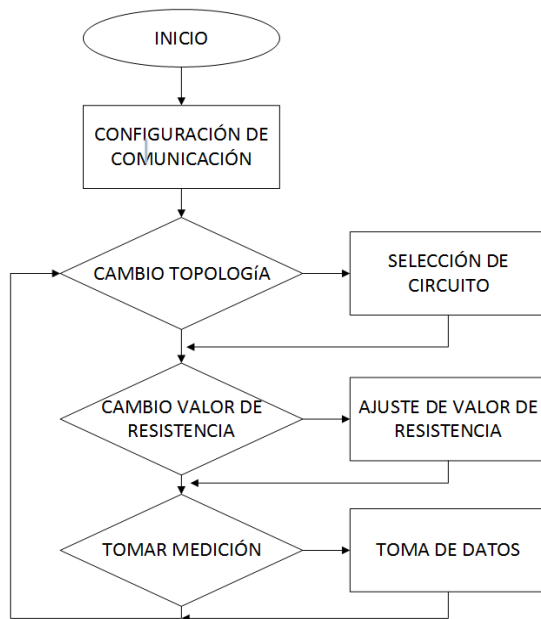 INICIO
CONFIGURACIÓN DE
COMUNICACIÓN
CAMBIO TOPOLOGíA
SELECCIÓN DE
CIRCUITO
CAMBIO VALOR DE
RESISTENCIA
AJUSTE DE VALOR DE
RESISTENCIA
TOMAR MEDICIÓN
TOMA DE DATOS